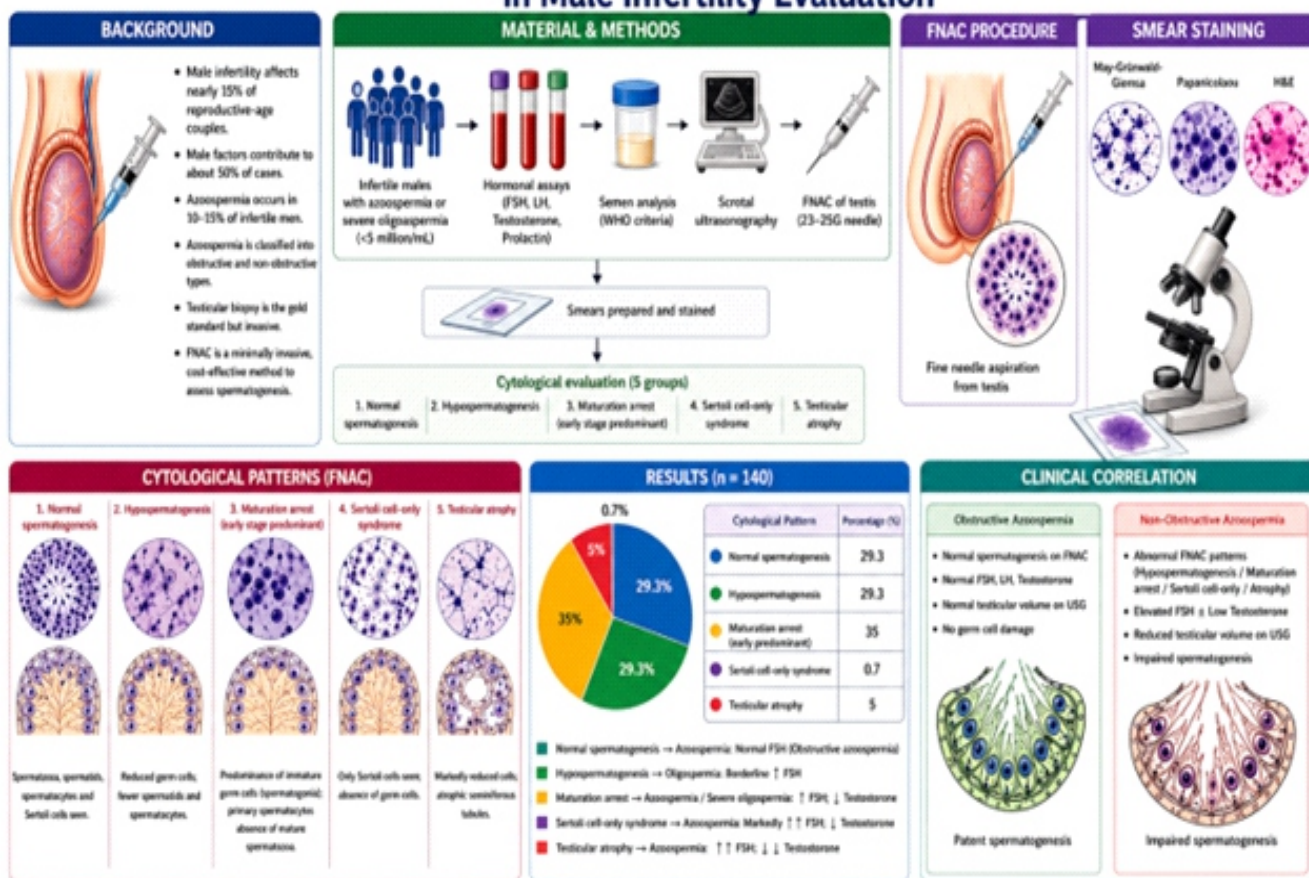 In Male Infertility Evaluation
BACKGROUND
• Male infertility affects
nearly 15% of
reproductive-age
couples.
• Male factors contribute to
about 50% of cases.
• Azoospermia occurs in
10–15% of infertile men.
• Azoospermia is classified into
obstructive and non-obstructive
types.
• Testicular biopsy is the gold
standard but invasive.
• FNAC is a minimally invasive,
cost-effective method to
assess spermatogenesis.
MATERIAL & METHODS
Infertile males
with azoospermia or
severe oligoaspermia
(<5 million/mL)
Hormonal assays
(FSH, LH,
Testosterone,
Prolactin)
Semen analysis
(WHO criteria)
Scrotal
ultrasonography
FNAC of testis
(23–25G needle)
Smears prepared and stained
Cytological evaluation (5 groups)
1. Normal
spermatogenesis
2. Hypospermatogenesis
3. Maturation arrest
(early stage predominant)
4. Sertoli cell-only
syndrome
5. Testicular
atrophy
FNAC PROCEDURE
Fine needle aspiration
from testis
SMEAR STAINING
May-Grünwald-
Giemsa
Papanicolaou
H&E
CYTOLOGICAL PATTERNS (FNAC)
1. Normal
spermatogenesis
2. Hypospermatogenesis
3. Maturation arrest
(early stage predominant)
4. Sertoli cell-only
syndrome
5. Testicular atrophy
Spermatosoa, spermatids,
spermatocytes and
Sertoli cells seen.
Reduced germ cells,
fewer spermatids and
spermatocytes.
Predominance of immature
germ cells (spermatogonia);
primary spermatocytes
absence of mature
spermatosoa.
Only Sertoli cells seen;
absence of germ cells.
Markedly reduced cells,
atrophic seminiferous
tubules.
RESULTS (n = 140)
0.7%
5%
29.3%
35%
29.3%
Cytological Pattern
Percentage (%)
Normal spermatogenesis
29.3
Hypospermatogenesis
29.3
Maturation arrest
(early predominant)
35
Sertoli cell-only syndrome
0.7
Testicular atrophy
5
Normal spermatogenesis → Azoospermia: Normal FSH (Obstructive azoospermia)
Hypospermatogenesis → Oligospermia: Borderline ↑ FSH
Maturation arrest → Azoospermia / Severe oligospermia: ↑ FSH; ↓ Testosterone
Sertoli cell-only syndrome → Azoospermia: Markedly ↑↑ FSH; ↓ Testosterone
Testicular atrophy → Azoospermia: ↑↑ FSH; ↓↓ Testosterone
CLINICAL CORRELATION
Obstructive Azoospermia
• Normal spermatogenesis on FNAC
• Normal FSH, LH, Testosterone
• Normal testicular volume on USG
• No germ cell damage
Patent spermatogenesis
Non-Obstructive Azoospermia
• Abnormal FNAC patterns
(Hypospermatogenesis / Maturation
arrest / Sertoli cell-only / Atrophy)
• Elevated FSH ± Low Testosterone
• Reduced testicular volume on USG
• Impaired spermatogenesis
Impaired spermatogenesis